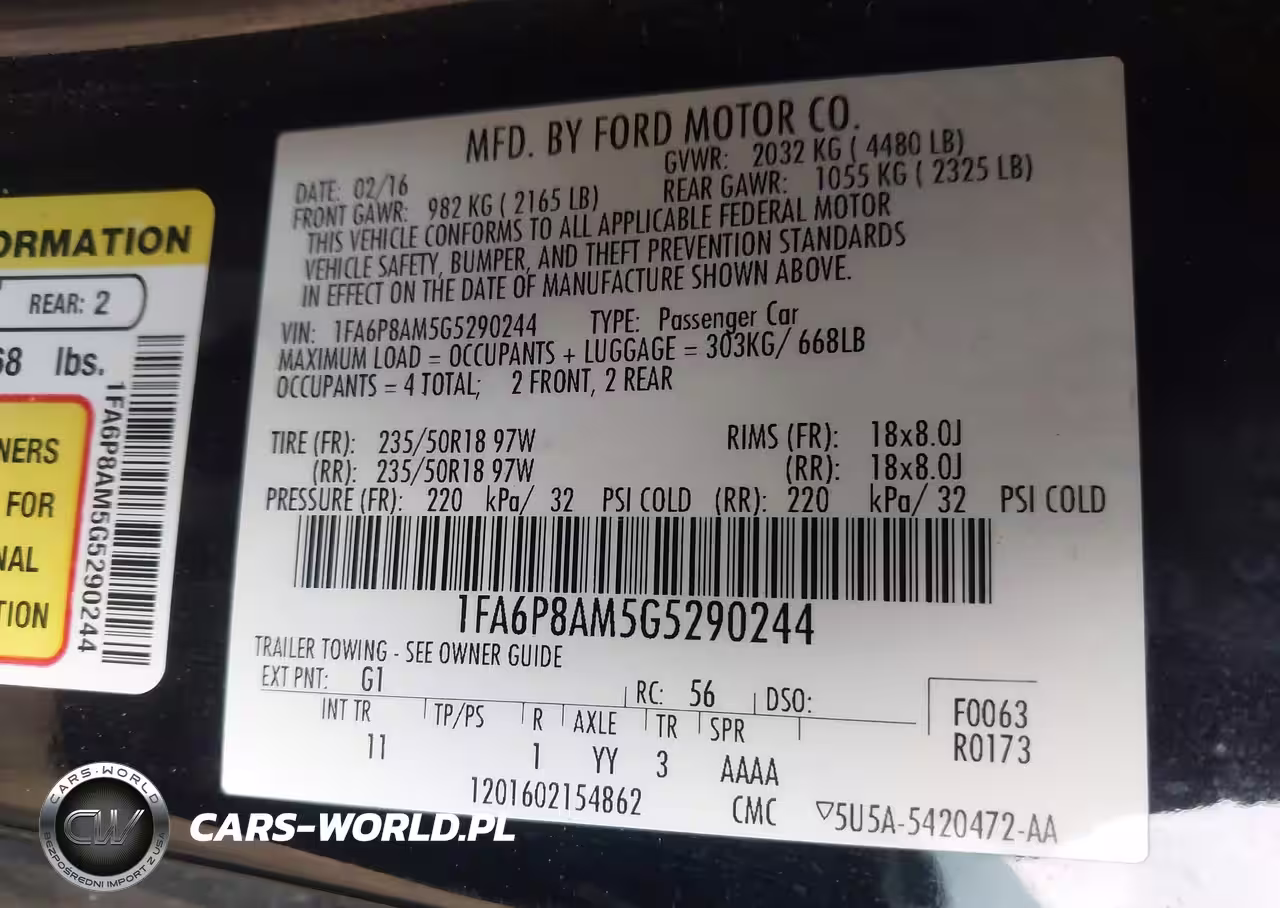 ORMATION
REAR: 2
68 lbs.
NERS
FOR
NAL
TION
1FA6P8AM5G5290244
MFD. BY FORD MOTOR CO.
DATE: 02/16 GVWR: 2032 KG ( 4480 LB)
FRONT GAWR: 982 KG ( 2165 LB) REAR GAWR: 1055 KG ( 2325 LB)
THIS VEHICLE CONFORMS TO ALL APPLICABLE FEDERAL MOTOR
VEHICLE SAFETY, BUMPER, AND THEFT PREVENTION STANDARDS
IN EFFECT ON THE DATE OF MANUFACTURE SHOWN ABOVE.
VIN: 1FA6P8AM5G5290244 TYPE: Passenger Car
MAXIMUM LOAD = OCCUPANTS + LUGGAGE = 303KG/ 668LB
OCCUPANTS = 4 TOTAL; 2 FRONT, 2 REAR
TIRE (FR): 235/50R18 97W RIMS (FR): 18x8.0J
(RR): 235/50R18 97W (RR): 18x8.0J
PRESSURE (FR): 220 kPa/ 32 PSI COLD (RR): 220 kPa/ 32 PSI COLD
1FA6P8AM5G5290244
TRAILER TOWING - SEE OWNER GUIDE
EXT PNT: G1 RC: 56 DSO:
INT TR TP/PS R AXLE TR SPR
11 1 YY 3 AAAA
F0063
R0173
1201602154862 CMC ▽5U5A-5420472-AA
CARS-WORLD
CW
BEZPOŚREDNI IMPORT Z USA
CARS-WORLD.PL